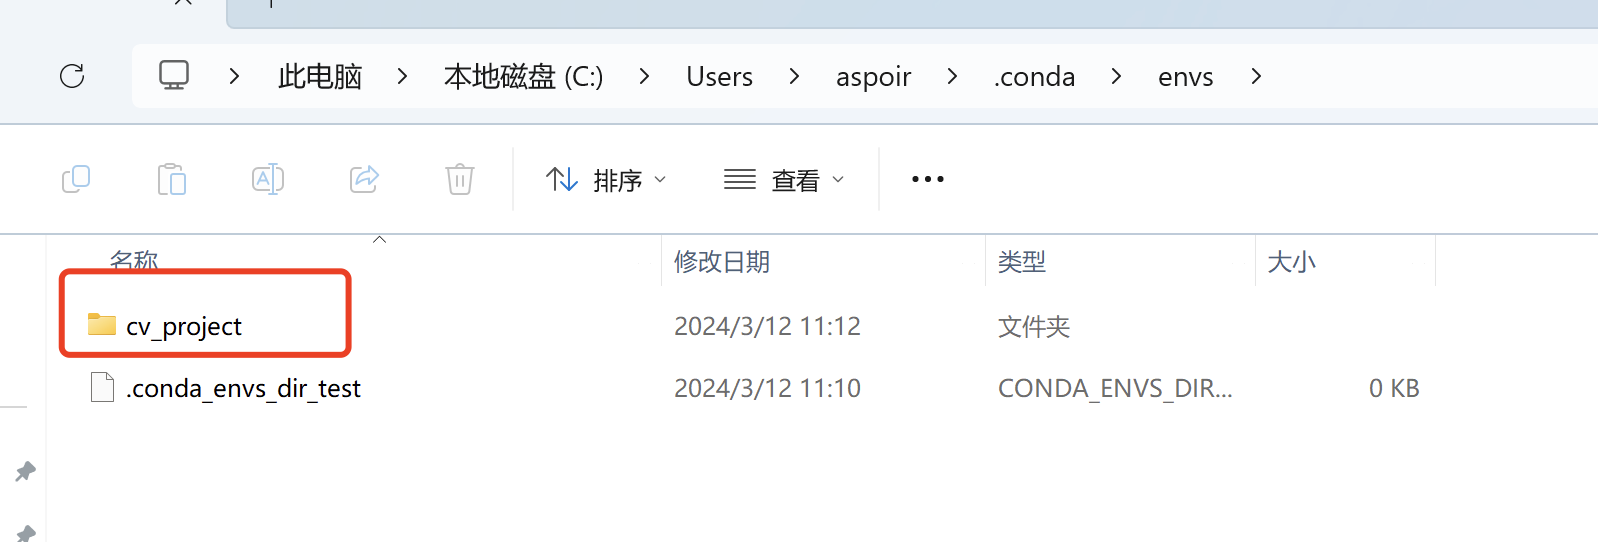 此电脑 本地磁盘 (C:) Users aspoir .conda envs
排序 查看
名称 修改日期 类型 大小
cv_project 2024/3/12 11:12 文件夹
.conda_envs_dir_test 2024/3/12 11:10 CONDA_ENVS_DIR... 0 KB